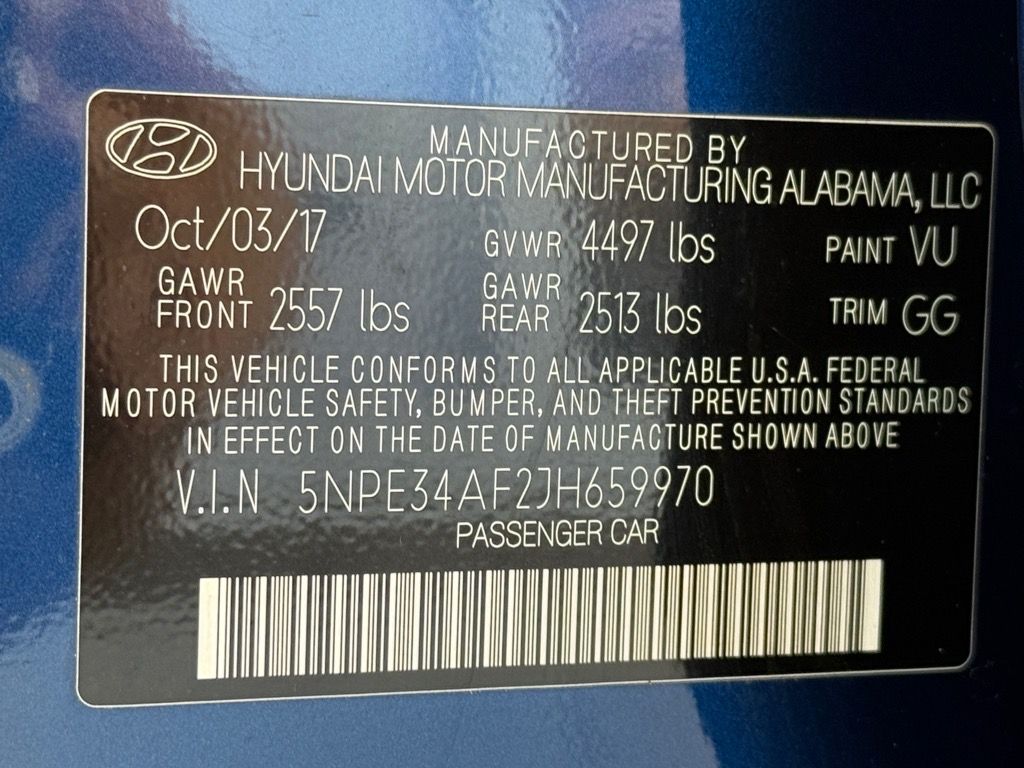 MANUFACTURED BY
HYUNDAI MOTOR MANUFACTURING ALABAMA, LLC
Oct/03/17 GVWR 4497 lbs PAINT VU
GAWR FRONT 2557 lbs GAWR REAR 2513 lbs TRIM GG
THIS VEHICLE CONFORMS TO ALL APPLICABLE U.S.A. FEDERAL
MOTOR VEHICLE SAFETY, BUMPER, AND THEFT PREVENTION STANDARDS
IN EFFECT ON THE DATE OF MANUFACTURE SHOWN ABOVE
V.I.N 5NPE34AF2JH659970
PASSENGER CAR